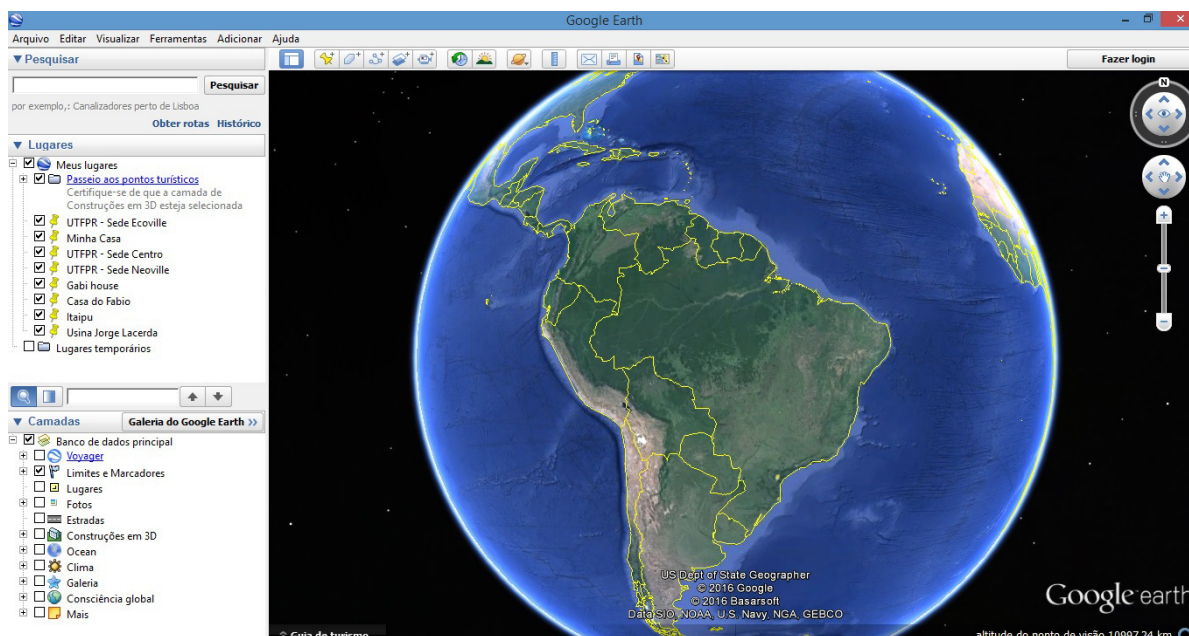 Google Earth
Arquivo Editar Visualizar Ferramentas Adicionar Ajuda
Pesquisar
Fazer login
Pesquisar
por exemplo,: Canalizadores perto de Lisboa
Obter rotas Histórico
Lugares
Meus lugares
Passeio aos pontos turísticos
Certifique-se de que a camada de
Construções em 3D esteja selecionada
UTFPR - Sede Ecoville
Minha Casa
UTFPR - Sede Centro
UTFPR - Sede Neoville
Gabi house
Casa do Fabio
Itaipu
Usina Jorge Lacerda
Lugares temporários
Camadas
Galeria do Google Earth >>
Banco de dados principal
Voyager
Limites e Marcadores
Lugares
Fotos
Estradas
Construções em 3D
Ocean
Clima
Galeria
Consciência global
Mais
N
US Dept of State Geographer
© 2016 Google
© 2016 Basarsoft
Data SIO, NOAA, U.S. Navy, NGA, GEBCO
Google earth
Guia de turismo
altitude do ponto de visão 10997.24 km